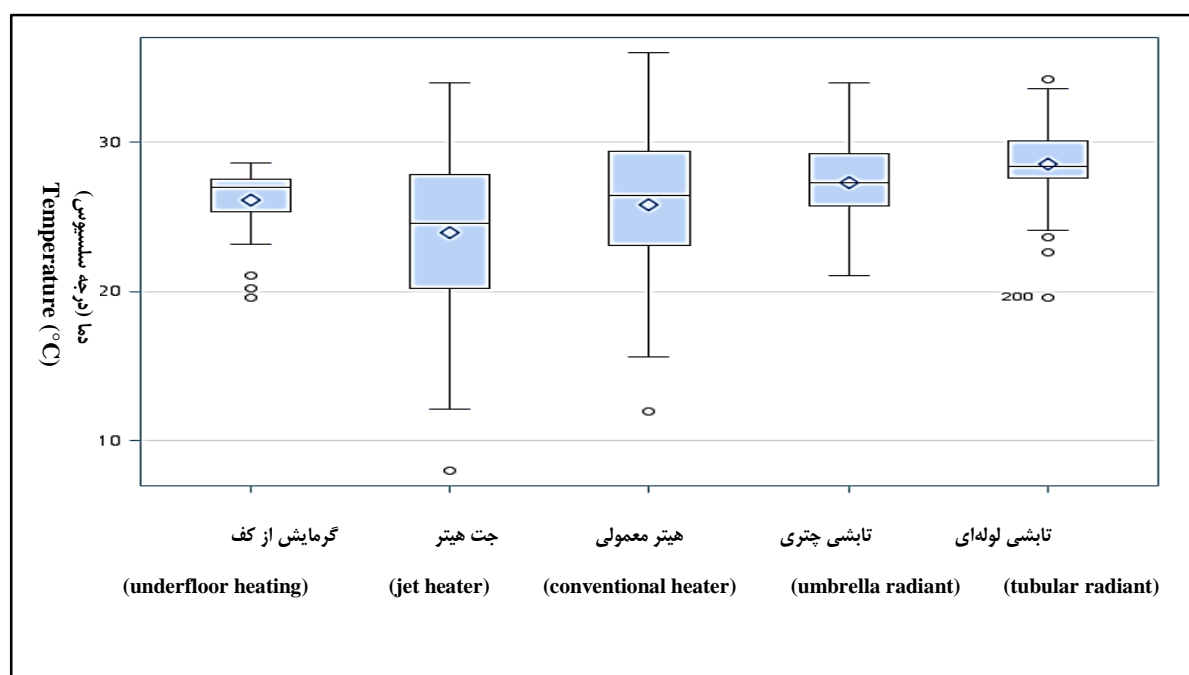 30
20
10
دما (درجه سلسیوس)
Temperature (°C)
200
گرمایش از کف
جت هیتر
هیتر معمولی
تابشی چتری
تابشی لوله‌ای
(underfloor heating)
(jet heater)
(conventional heater)
(umbrella radiant)
(tubular radiant)